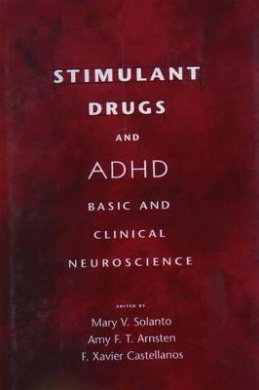 STIMULANT
DRUGS
AND
ADHD
BASIC AND
CLINICAL
NEUROSCIENCE
EDITED BY
Mary V. Solanto
Amy F. T. Arnsten
F. Xavier Castellanos